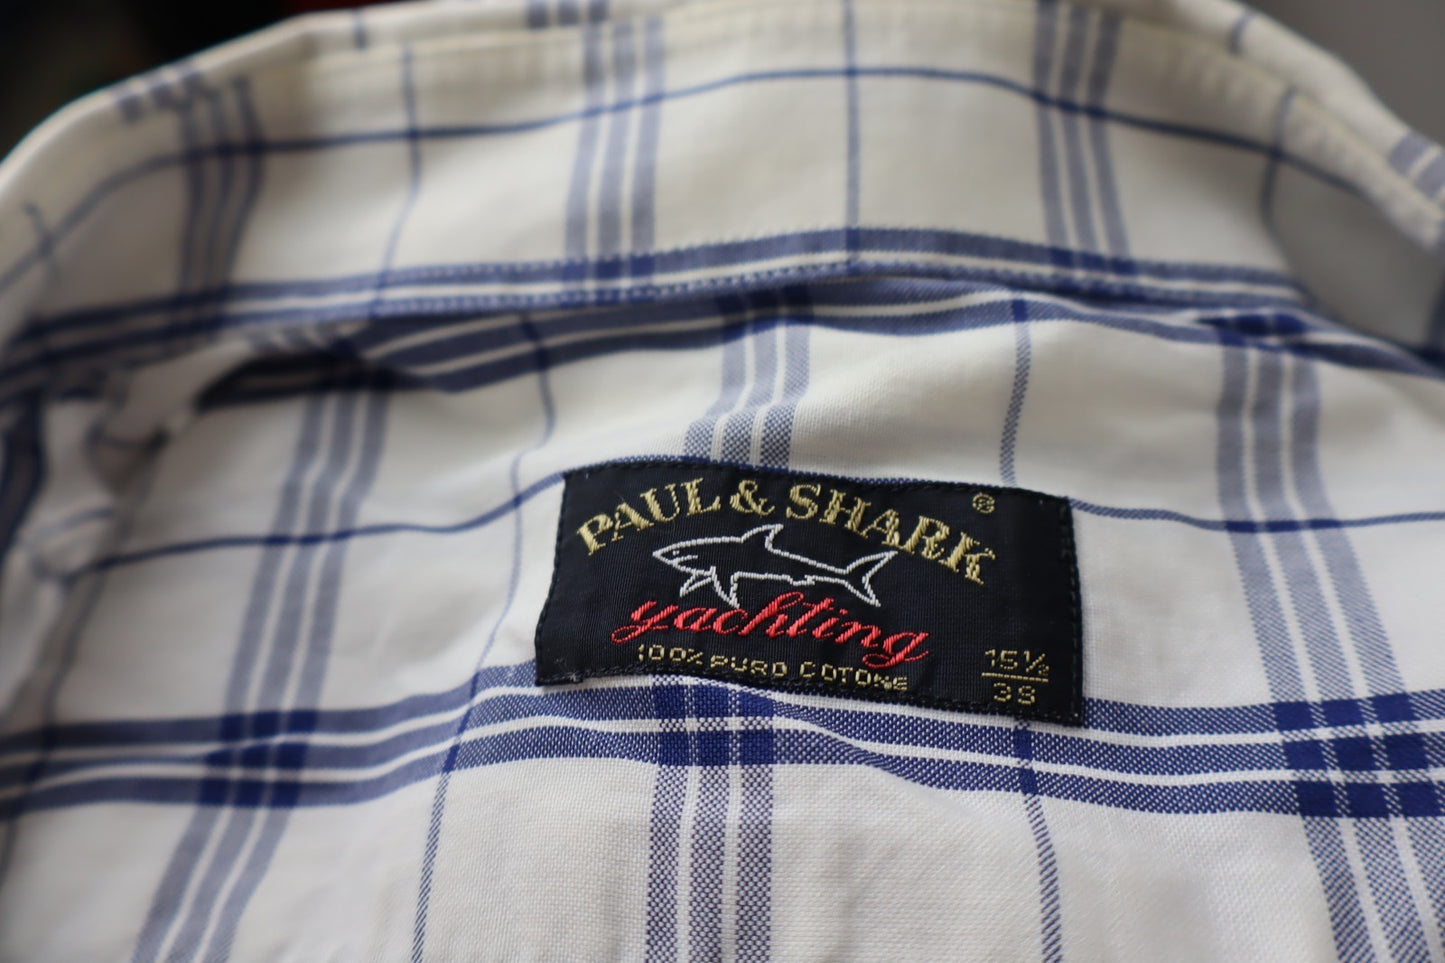 PAUL & SHARK ®
yachting
100% PURO COTONE
15½
39